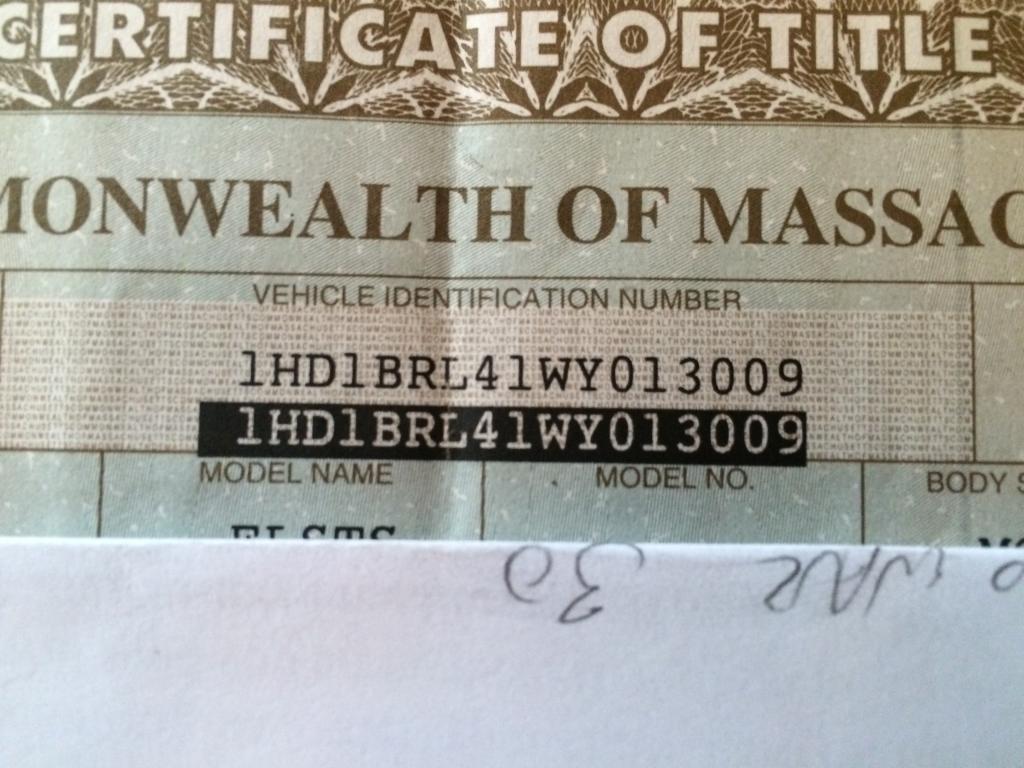 CERTIFICATE OF TITLE
MONWEALTH OF MASSAC
VEHICLE IDENTIFICATION NUMBER
1HD1BRL41WY013009
1HD1BRL41WY013009
MODEL NAME MODEL NO. BODY S